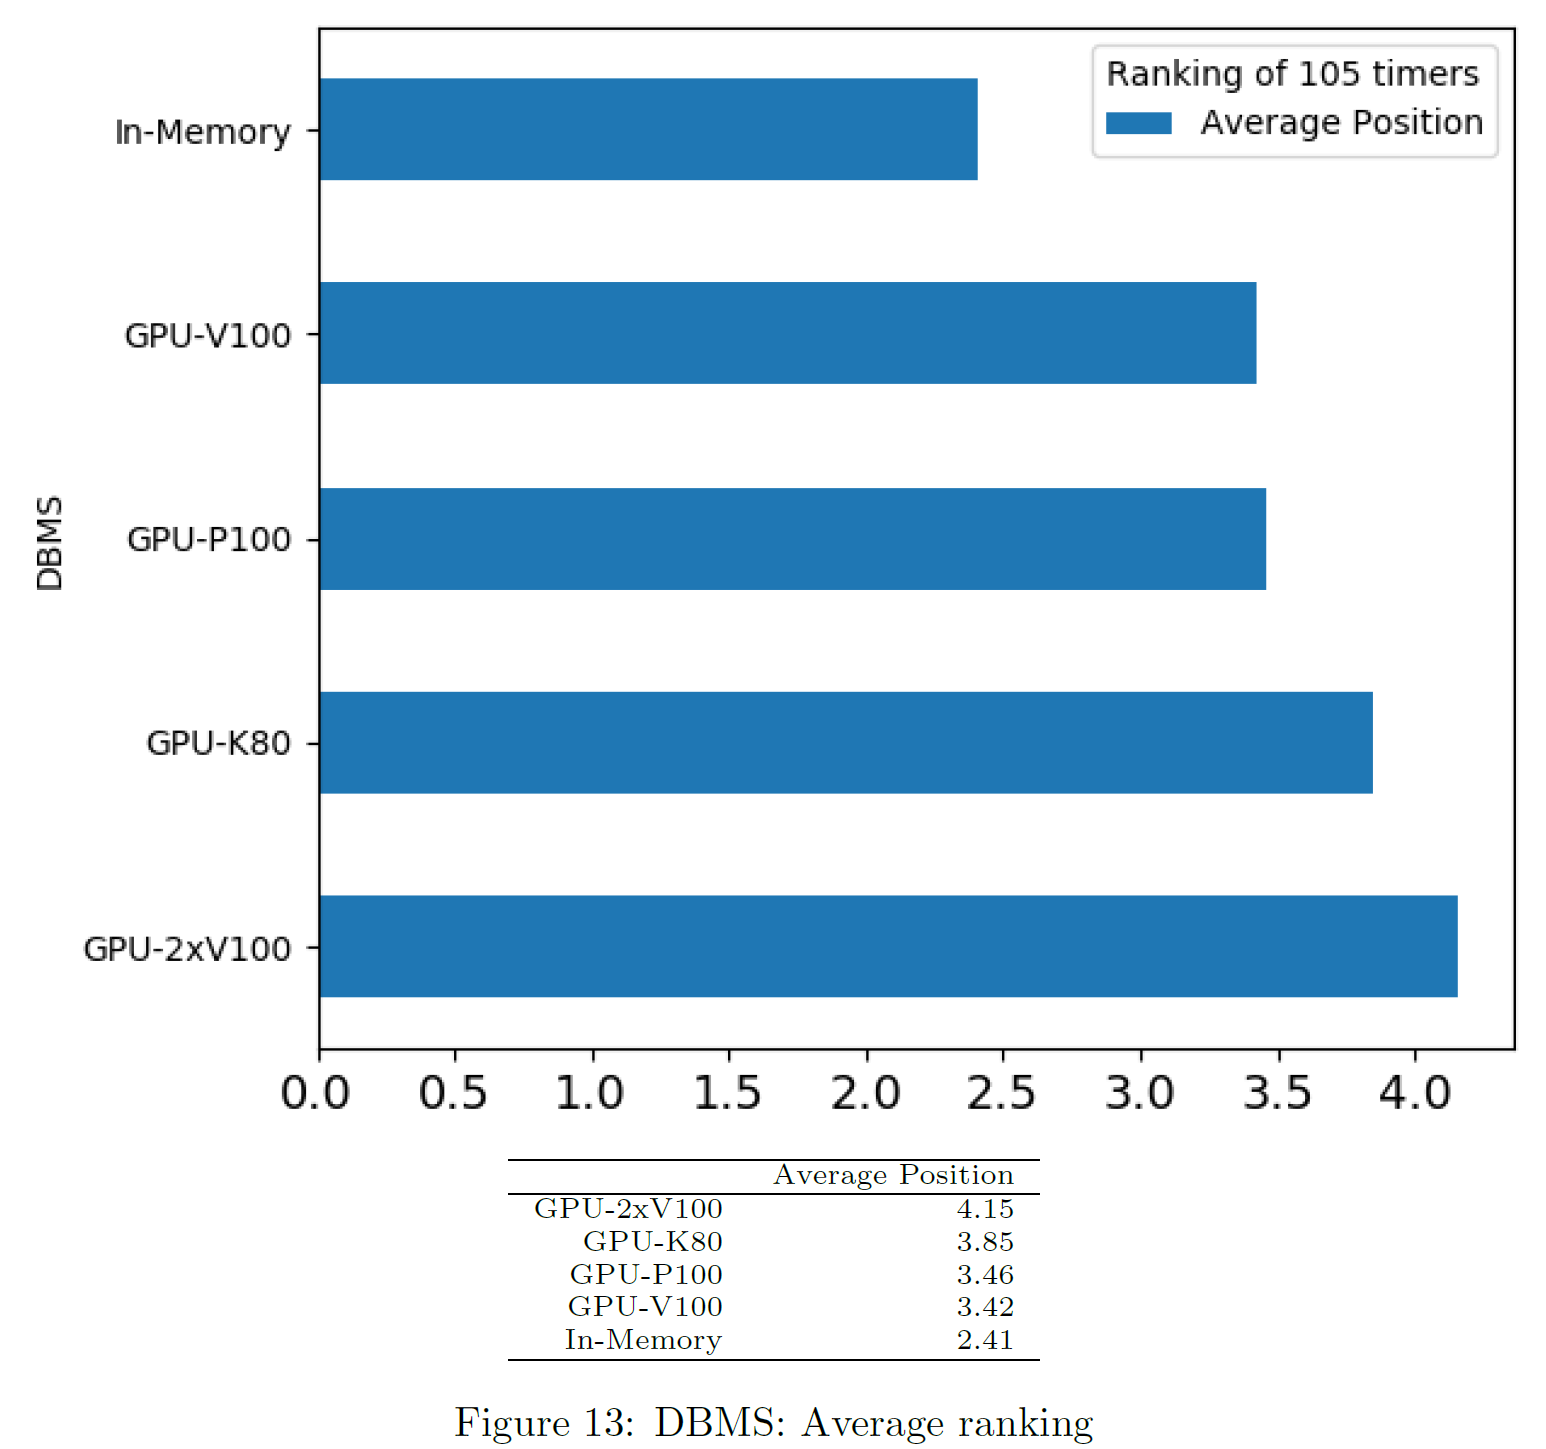 Ranking of 105 timers
Average Position
In-Memory
GPU-V100
GPU-P100
GPU-K80
GPU-2xV100
DBMS
0.0 0.5 1.0 1.5 2.0 2.5 3.0 3.5 4.0
Average Position
GPU-2xV100 4.15
GPU-K80 3.85
GPU-P100 3.46
GPU-V100 3.42
In-Memory 2.41
Figure 13: DBMS: Average ranking